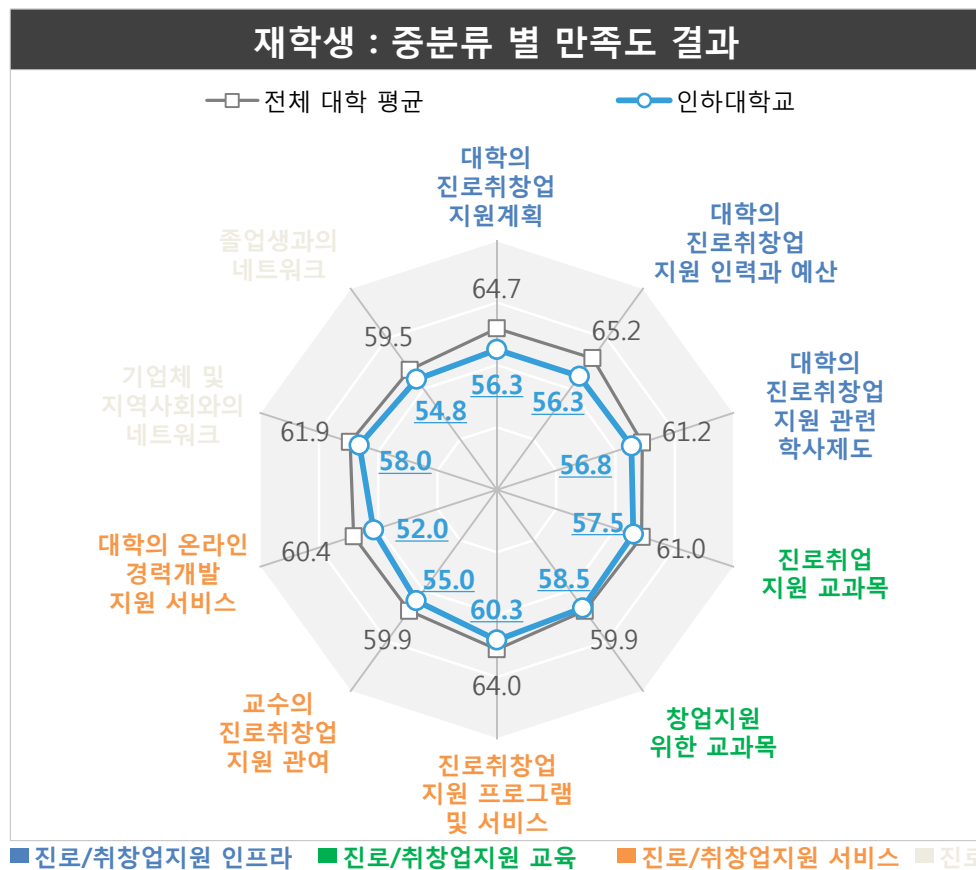 재학생 : 중분류 별 만족도 결과
전체 대학 평균
인하대학교
대학의
진로취창업
지원계획
대학의
진로취창업
지원 인력과 예산
대학의
진로취창업
지원 관련
학사제도
진로취업
지원 교과목
창업지원
위한 교과목
진로취창업
지원 프로그램
및 서비스
교수의
진로취창업
지원 관여
대학의 온라인
경력개발
지원 서비스
기업체 및
지역사회와의
네트워크
졸업생과의
네트워크
64.7
65.2
61.2
61.0
59.9
64.0
59.9
60.4
61.9
59.5
56.3
56.3
56.8
57.5
58.5
60.3
55.0
52.0
58.0
54.8
진로/취창업지원 인프라
진로/취창업지원 교육
진로/취창업지원 서비스
진로